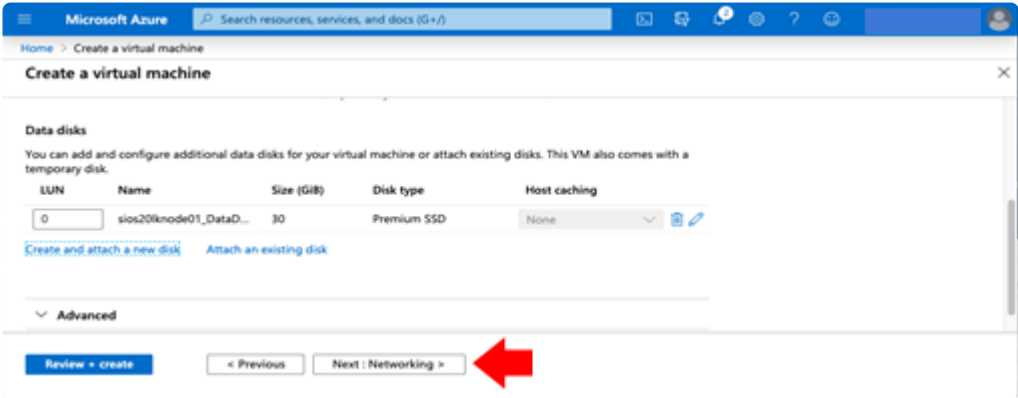 Microsoft Azure
Search resources, services, and docs (G+/)
2
?
Home > Create a virtual machine
Create a virtual machine
Data disks
You can add and configure additional data disks for your virtual machine or attach existing disks. This VM also comes with a
temporary disk.
LUN Name Size (GiB) Disk type Host caching
0 sios20lknode01_DataD... 30 Premium SSD None
Create and attach a new disk Attach an existing disk
Advanced
Review + create < Previous Next : Networking >